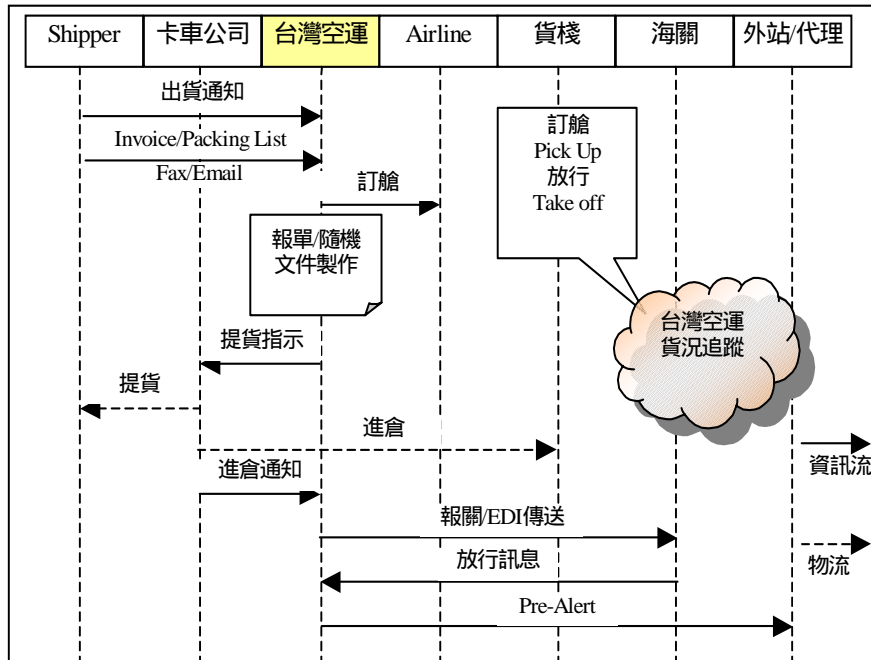 Shipper
卡車公司
台灣空運
Airline
貨棧
海關
外站/代理
出貨通知
Invoice/Packing List
Fax/Email
訂艙
訂艙
Pick Up
放行
Take off
報單/隨機
文件製作
台灣空運
貨況追蹤
提貨指示
提貨
進倉
資訊流
進倉通知
報關/EDI傳送
物流
放行訊息
Pre-Alert